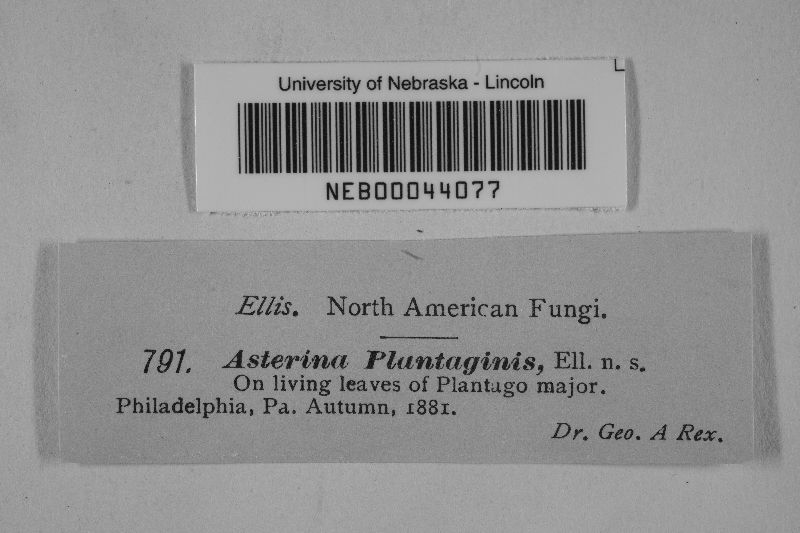 University of Nebraska - Lincoln
NEB00044077
Ellis. North American Fungi.
791. Asterina Plantaginis, Ell. n. s.
On living leaves of Plantago major.
Philadelphia, Pa. Autumn, 1881.
Dr. Geo. A Rex.